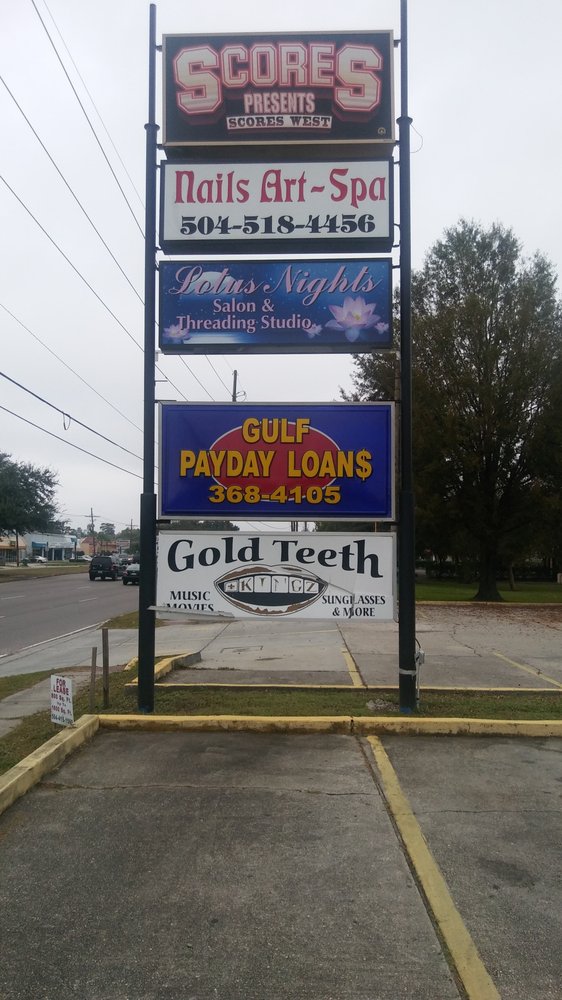 SCORES
PRESENTS
SCORES WEST
Nails Art~Spa
504-518-4456
Lotus Nights
Salon &
Threading Studio
GULF
PAYDAY LOAN$
368-4105
Gold Teeth
KINGZ
MUSIC
MOVIES
SUNGLASSES
& MORE
FOR
LEASE